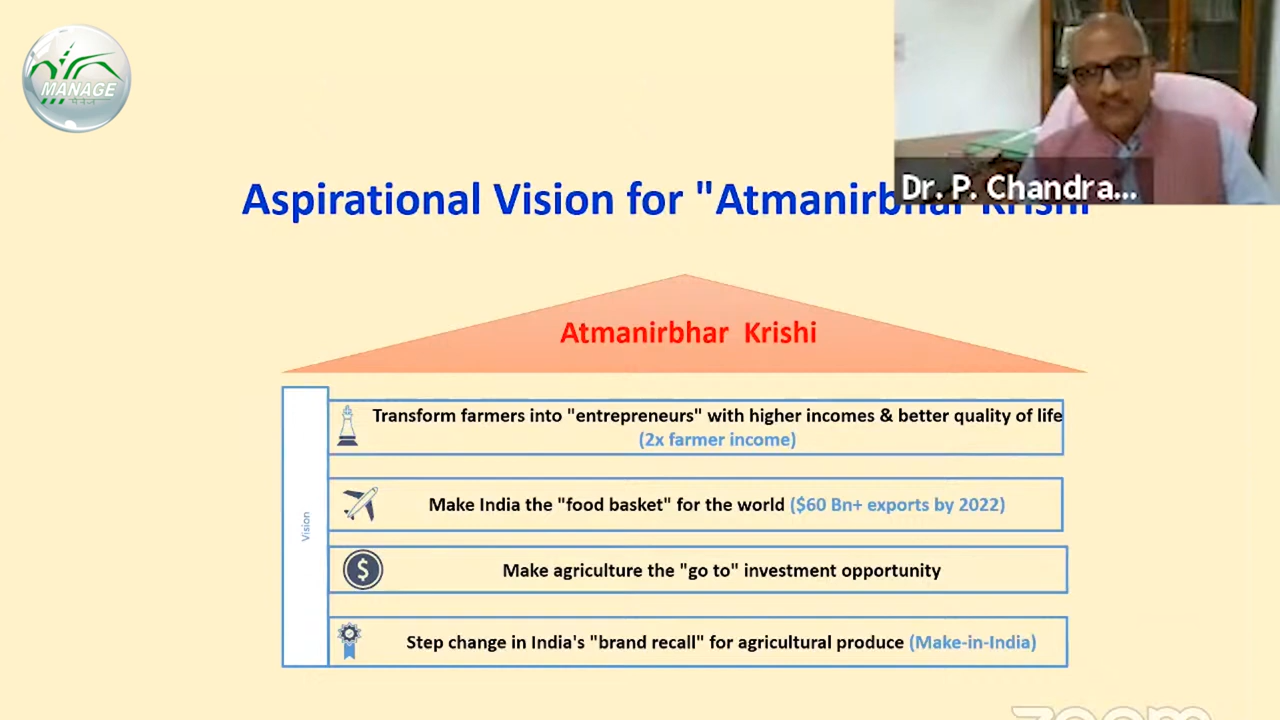 MANAGE
मैनेज
Dr. P. Chandra...
Aspirational Vision for "Atmanirbhar Krishi
Atmanirbhar Krishi
Vision
Transform farmers into "entrepreneurs" with higher incomes & better quality of life
(2x farmer income)
Make India the "food basket" for the world ($60 Bn+ exports by 2022)
Make agriculture the "go to" investment opportunity
Step change in India's "brand recall" for agricultural produce (Make-in-India)
zoom